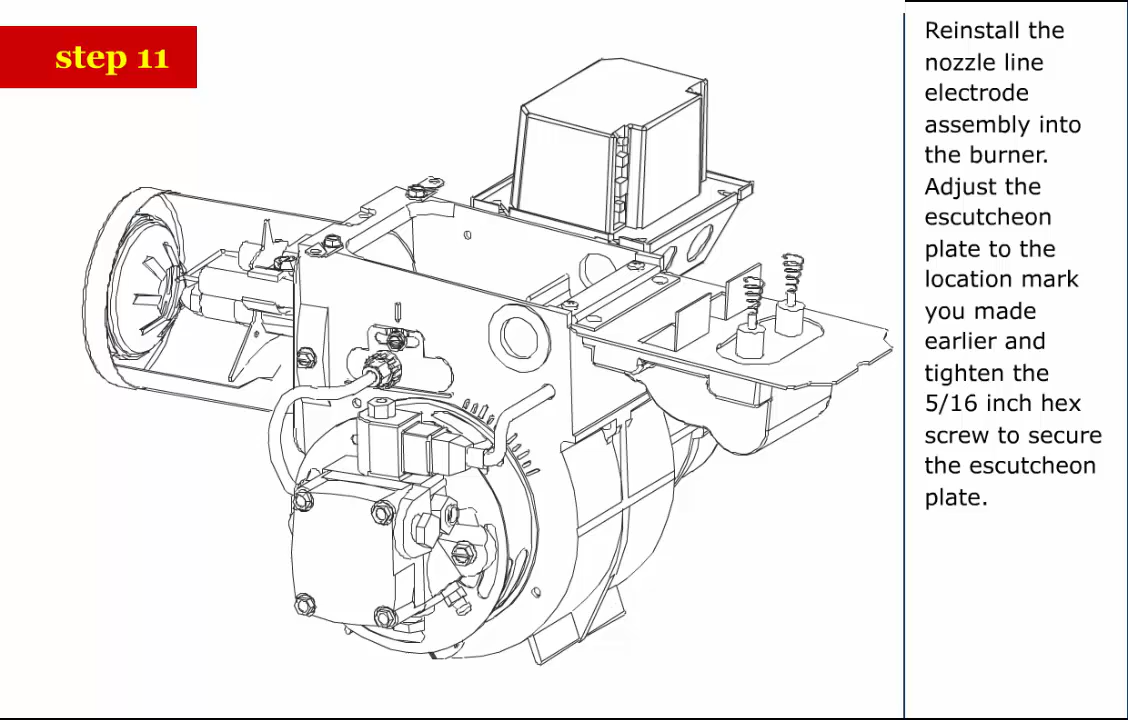 step 11
Reinstall the
nozzle line
electrode
assembly into
the burner.
Adjust the
escutcheon
plate to the
location mark
you made
earlier and
tighten the
5/16 inch hex
screw to secure
the escutcheon
plate.